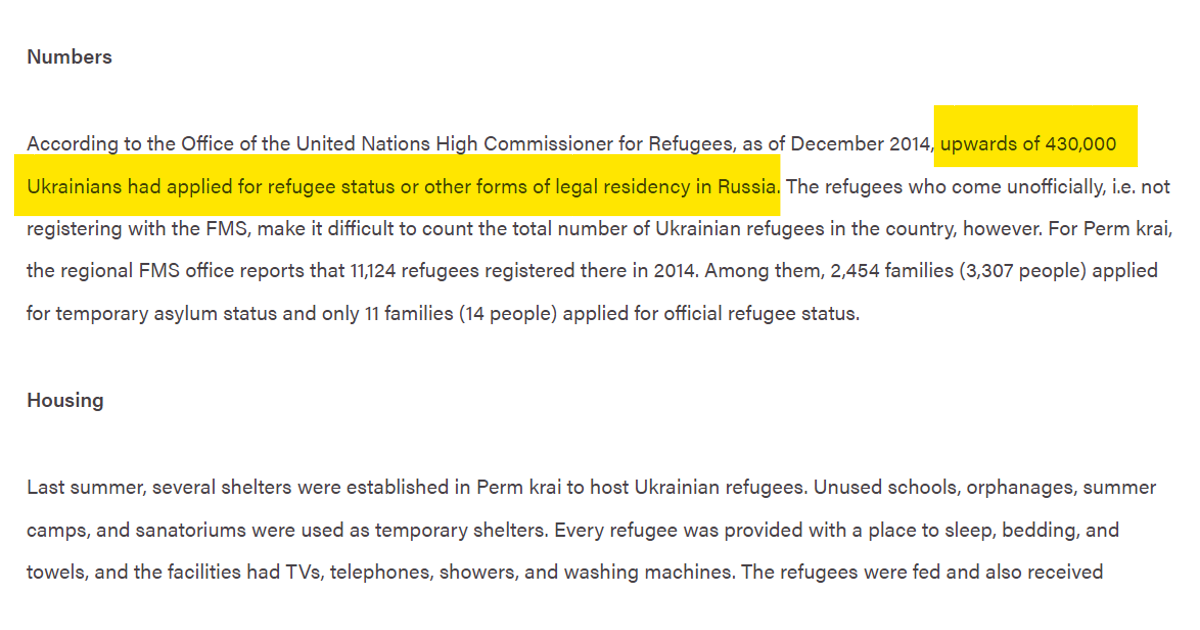 Numbers
According to the Office of the United Nations High Commissioner for Refugees, as of December 2014, upwards of 430,000
Ukrainians had applied for refugee status or other forms of legal residency in Russia. The refugees who come unofficially, i.e. not
registering with the FMS, make it difficult to count the total number of Ukrainian refugees in the country, however. For Perm krai,
the regional FMS office reports that 11,124 refugees registered there in 2014. Among them, 2,454 families (3,307 people) applied
for temporary asylum status and only 11 families (14 people) applied for official refugee status.
Housing
Last summer, several shelters were established in Perm krai to host Ukrainian refugees. Unused schools, orphanages, summer
camps, and sanatoriums were used as temporary shelters. Every refugee was provided with a place to sleep, bedding, and
towels, and the facilities had TVs, telephones, showers, and washing machines. The refugees were fed and also received